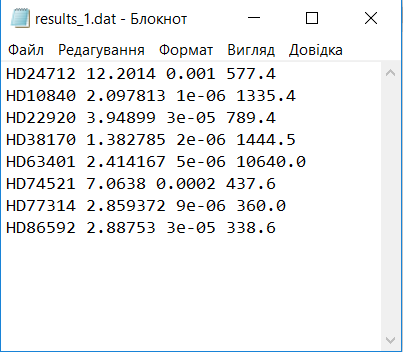 results_1.dat - Блокнот
Файл Редагування Формат Вигляд Довідка
HD24712 12.2014 0.001 577.4
HD10840 2.097813 1e-06 1335.4
HD22920 3.94899 3e-05 789.4
HD38170 1.382785 2e-06 1444.5
HD63401 2.414167 5e-06 10640.0
HD74521 7.0638 0.0002 437.6
HD77314 2.859372 9e-06 360.0
HD86592 2.88753 3e-05 338.6